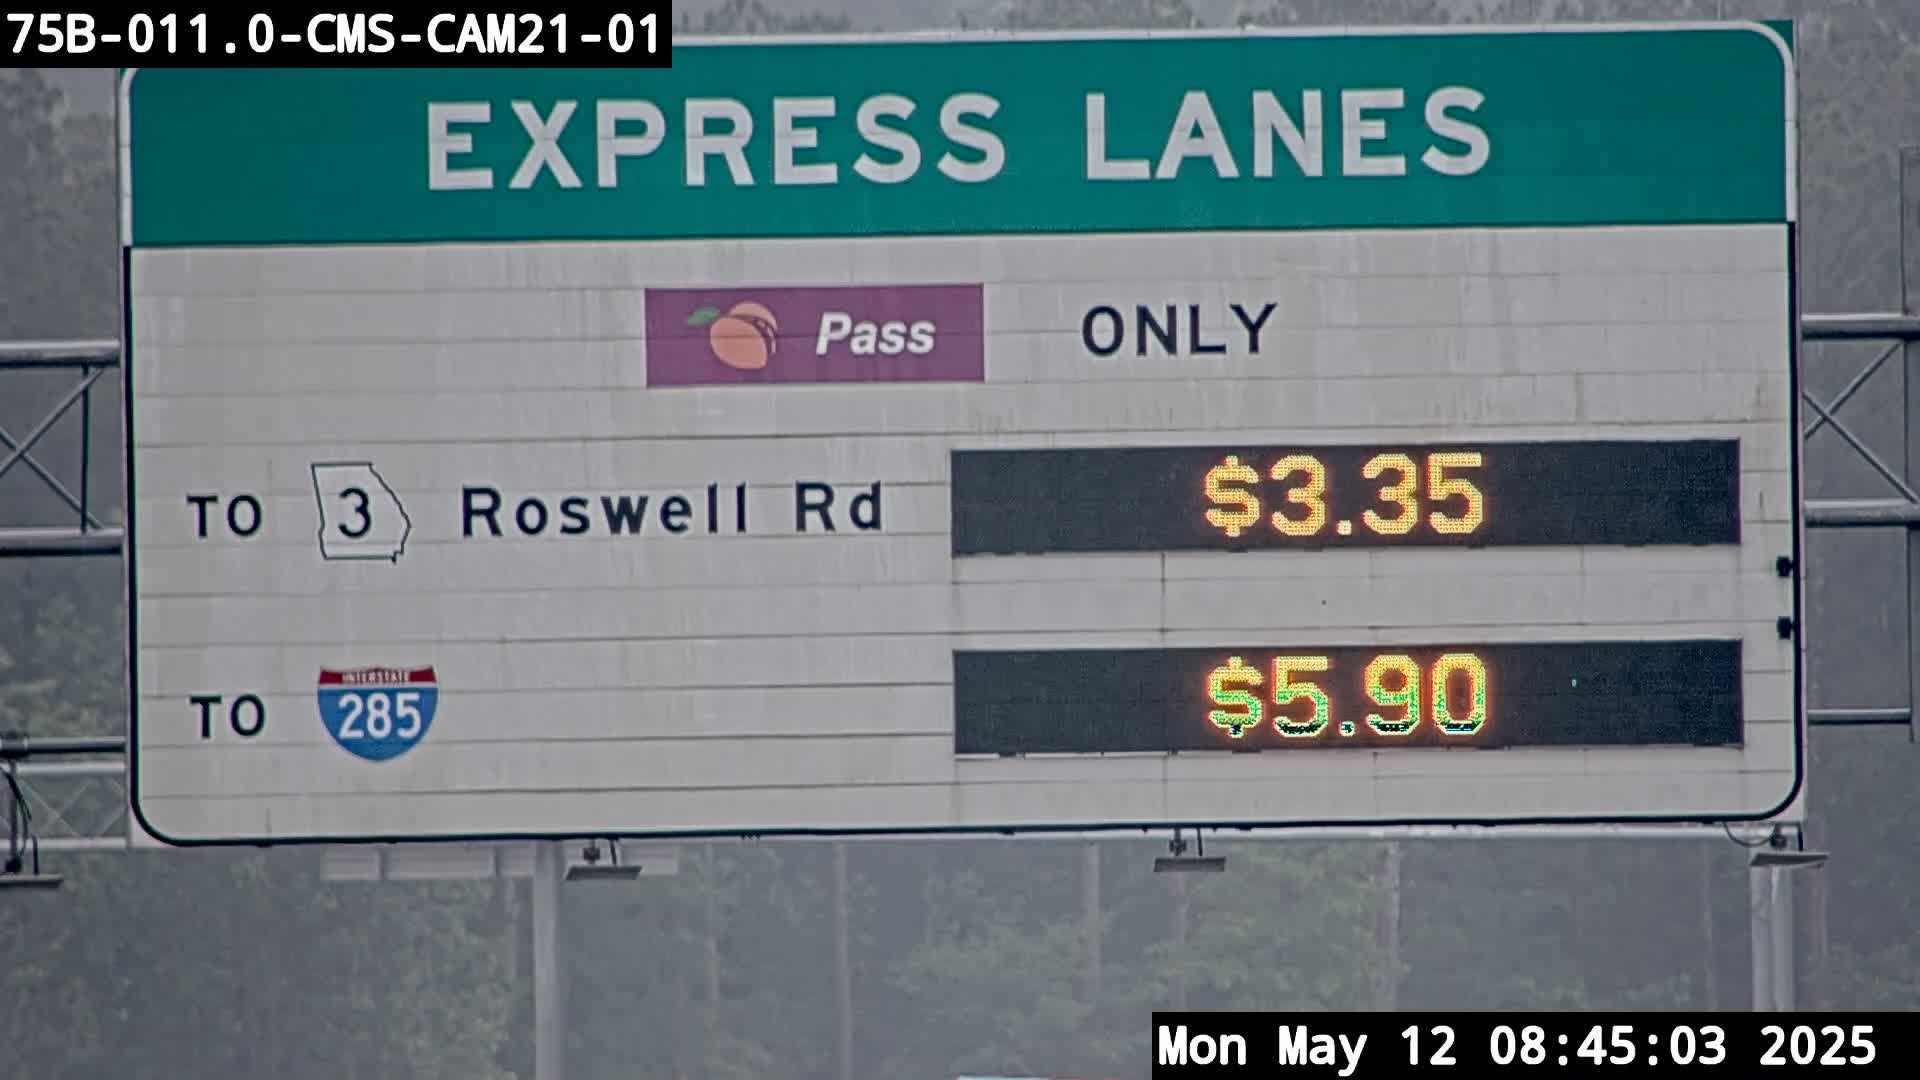 75B-011.0-CMS-CAM21-01
EXPRESS LANES
Pass ONLY
TO 3 Roswell Rd $3.35
INTERSTATE
TO 285 $5.90
Mon May 12 08:45:03 2025